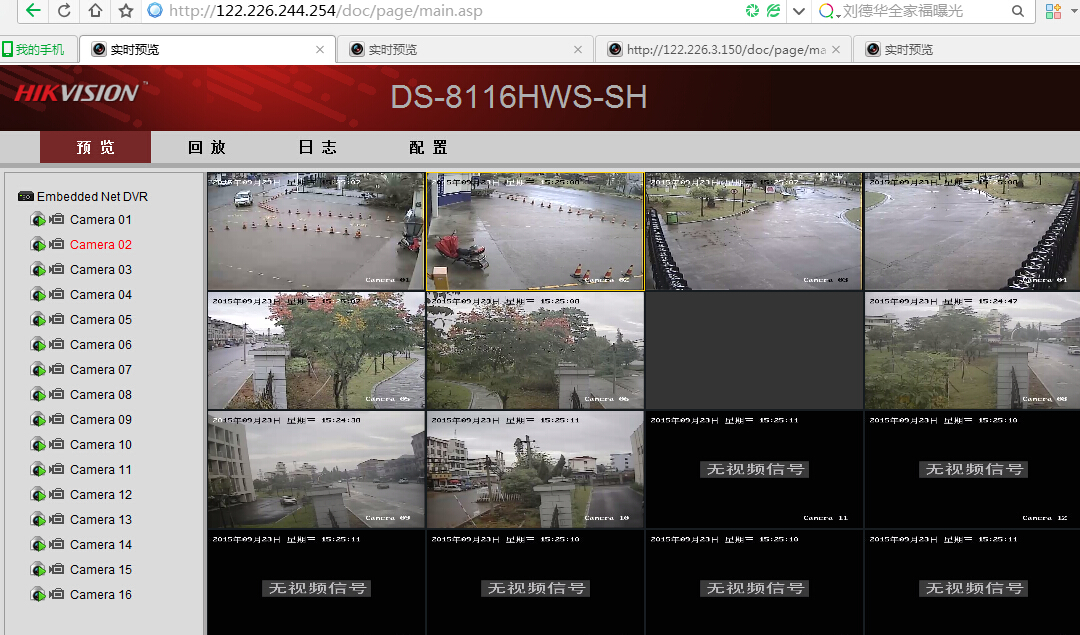 http://122.226.244.254/doc/page/main.asp
刘德华全家福曝光
我的手机
实时预览
实时预览
http://122.226.3.150/doc/page/ma
实时预览
HIKVISION™
DS-8116HWS-SH
预 览
回 放
日 志
配 置
Embedded Net DVR
Camera 01
Camera 02
Camera 03
Camera 04
Camera 05
Camera 06
Camera 07
Camera 08
Camera 09
Camera 10
Camera 11
Camera 12
Camera 13
Camera 14
Camera 15
Camera 16
Camera 01
Camera 02
Camera 03
Camera 04
2015年09月23日 星期三 15:25:08
2015年09月23日 星期三 15:24:47
Camera 05
Camera 06
Camera 08
2015年09月23日 星期三 15:24:38
2015年09月23日 星期三 15:25:11
2015年09月23日 星期三 15:25:11
2015年09月23日 星期三 15:25:10
无视频信号
无视频信号
Camera 09
Camera 10
Camera 11
Camera 12
2015年09月23日 星期三 15:25:11
2015年09月23日 星期三 15:25:10
2015年09月23日 星期三 15:25:10
2015年09月23日 星期三 15:25:11
无视频信号
无视频信号
无视频信号
无视频信号